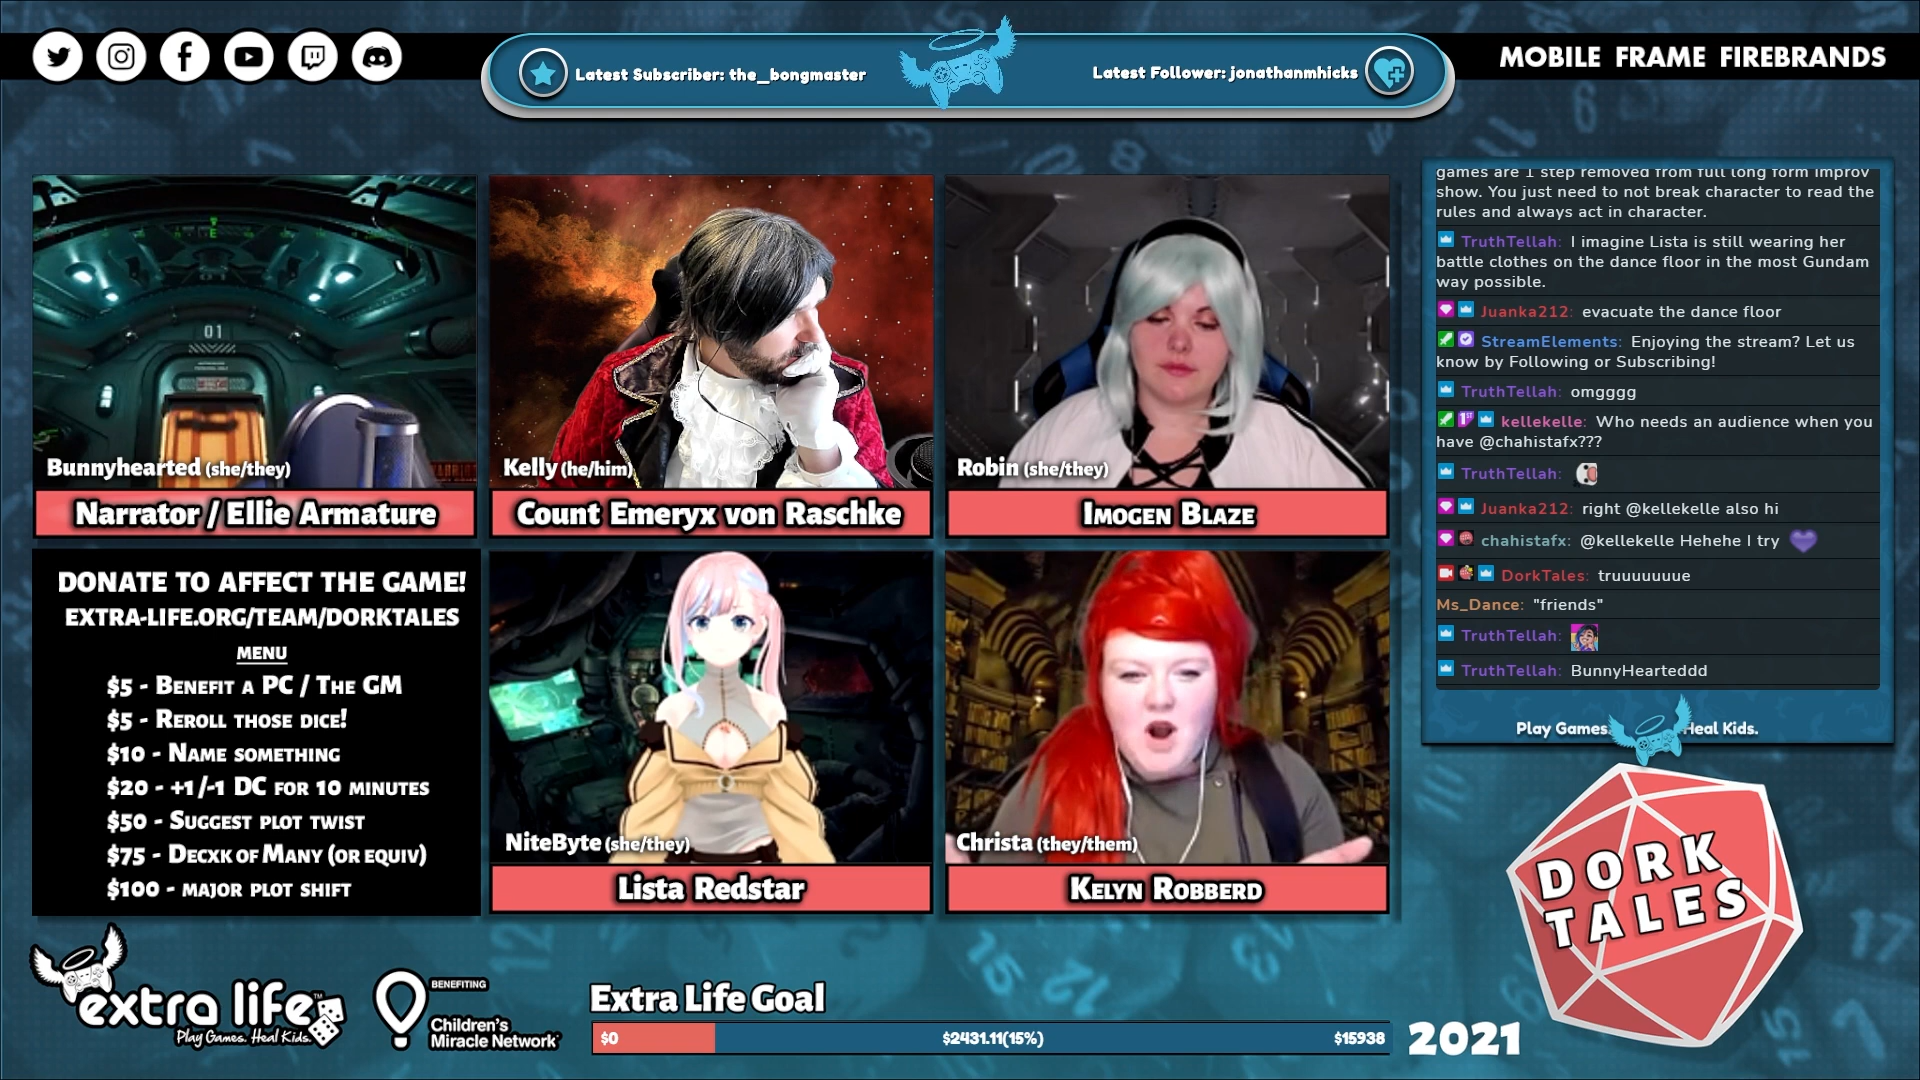 Latest Subscriber: the_bongmaster
Latest Follower: jonathanmhicks
MOBILE FRAME FIREBRANDS
games are 1 step removed from full long form improv
show. You just need to not break character to read the
rules and always act in character.
TruthTellah: I imagine Lista is still wearing her
battle clothes on the dance floor in the most Gundam
way possible.
Juanka212: evacuate the dance floor
StreamElements: Enjoying the stream? Let us
know by Following or Subscribing!
TruthTellah: omgggg
kellekelle: Who needs an audience when you
have @chahistafx???
TruthTellah:
Juanka212: right @kellekelle also hi
chahistafx: @kellekelle Hehehe I try
DorkTales: truuuuuuue
Ms_Dance: "friends"
TruthTellah:
TruthTellah: BunnyHearteddd
Play Games. Heal Kids.
01
Bunnyhearted (she/they)
Narrator / Ellie Armature
Kelly (he/him)
Count Emeryx von Raschke
Robin (she/they)
Imogen Blaze
DONATE TO AFFECT THE GAME!
EXTRA-LIFE.ORG/TEAM/DORKTALES
MENU
$5 - Benefit a PC / The GM
$5 - Reroll those dice!
$10 - Name something
$20 - +1/-1 DC for 10 minutes
$50 - Suggest plot twist
$75 - Decxk of Many (or equiv)
$100 - major plot shift
NiteByte (she/they)
Lista Redstar
Christa (they/them)
Kelyn Robberd
DORK
TALES
extra life™
Play Games. Heal Kids.
BENEFITING
Children's
Miracle Network
Extra Life Goal
$0
$2431.11(15%)
$15938
2021